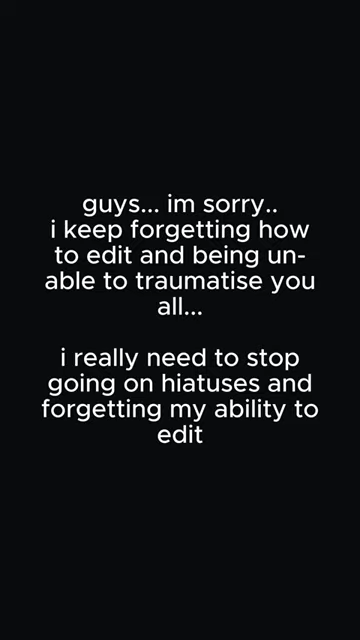 guys... im sorry..
i keep forgetting how
to edit and being un-
able to traumatise you
all...
i really need to stop
going on hiatuses and
forgetting my ability to
edit